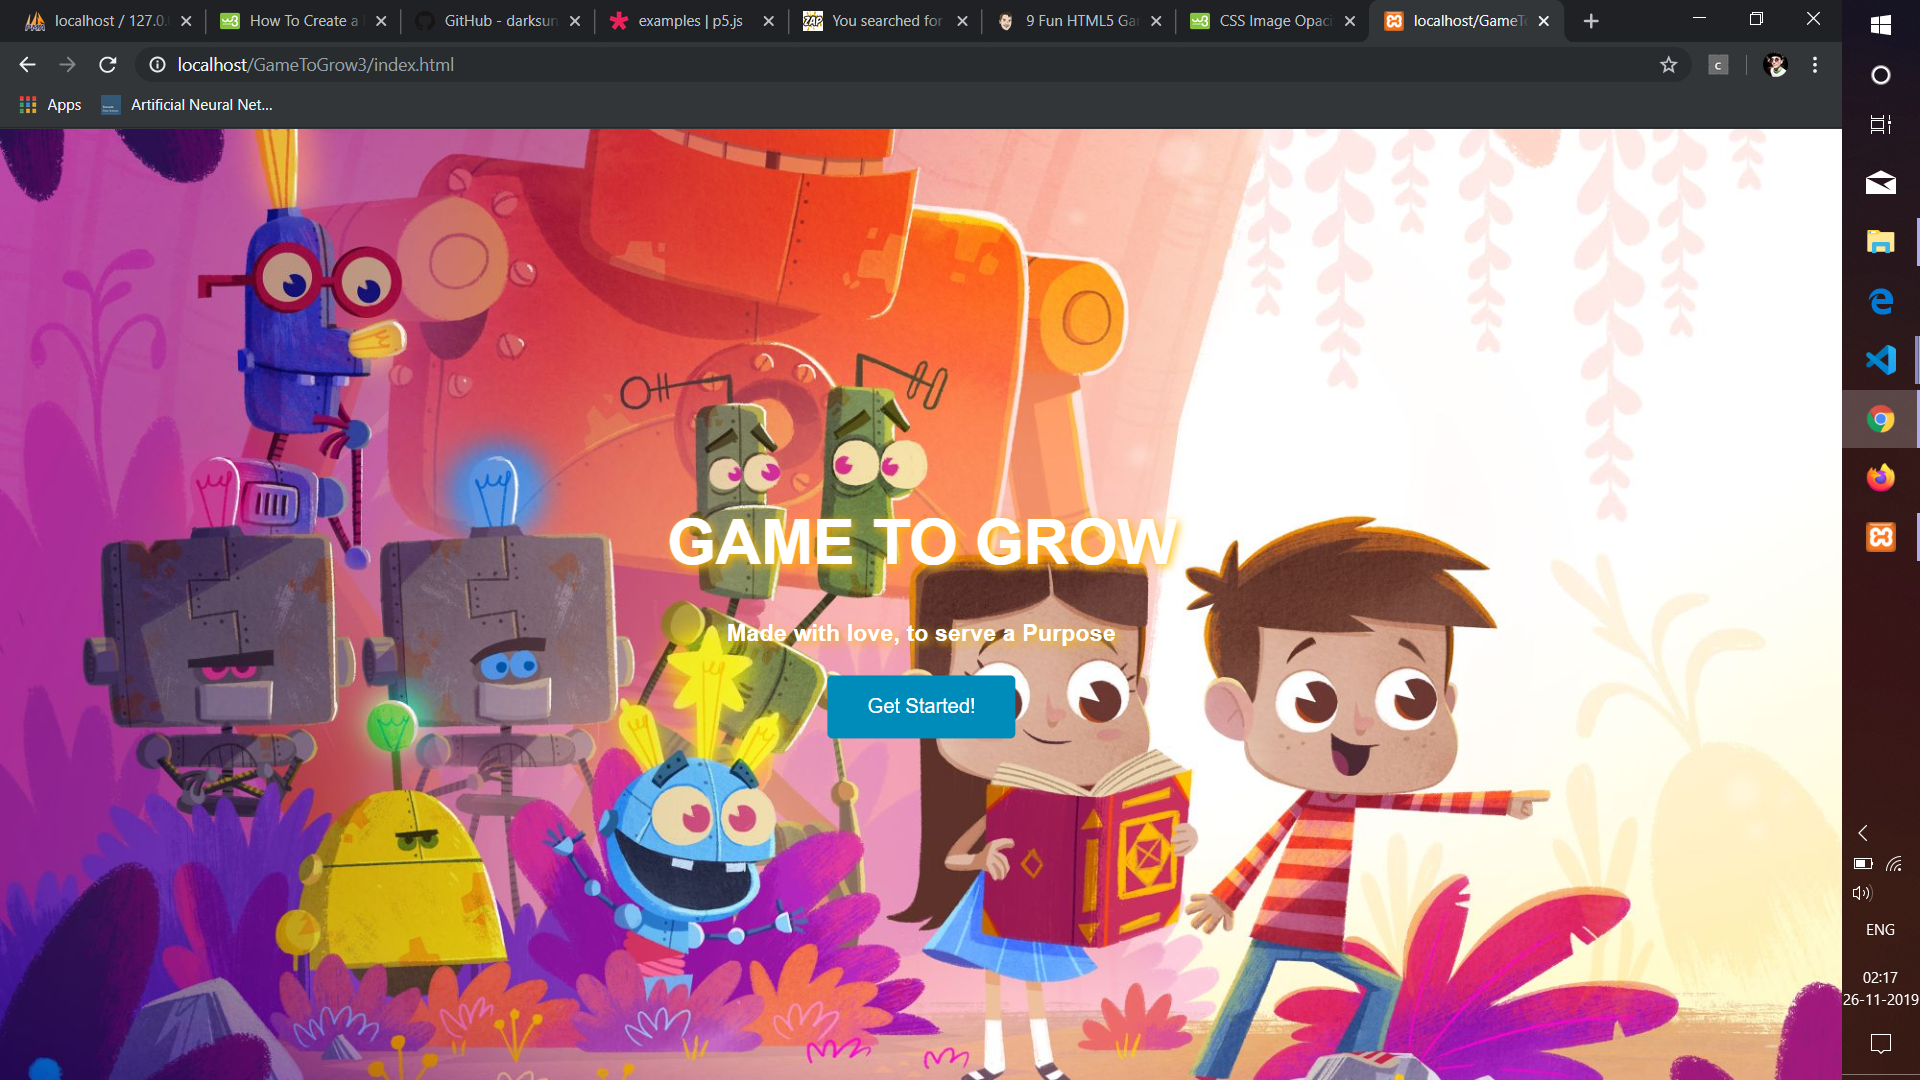 localhost / 127.0.
How To Create a
GitHub - darksun
examples | p5.js
ZAP
You searched for
9 Fun HTML5 Ga
CSS Image Opaci
localhost/GameT
localhost/GameToGrow3/index.html
c
Apps
Artificial Neural Net...
GAME TO GROW
Made with love, to serve a Purpose
Get Started!
ENG
02:17
26-11-2019